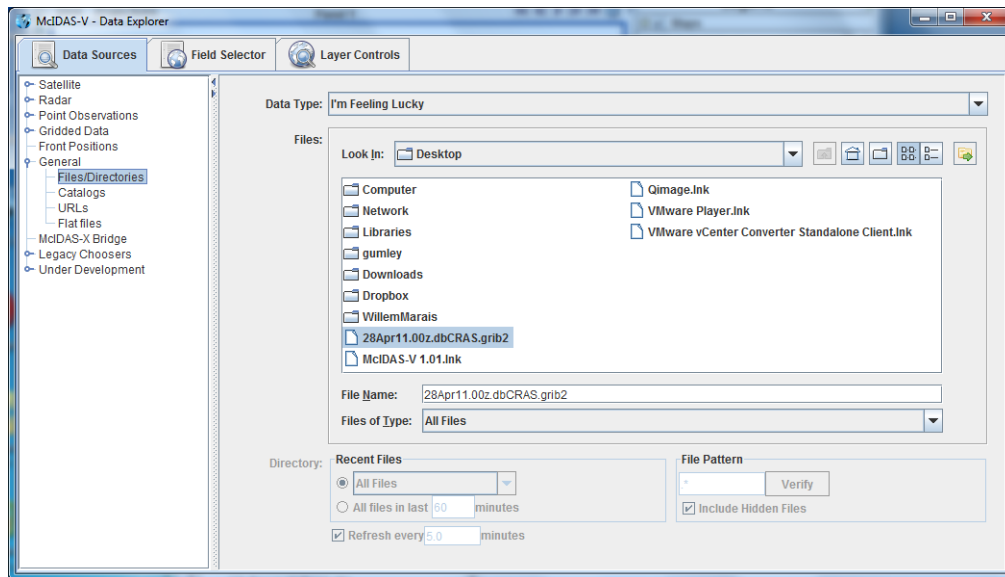 McIDAS-V - Data Explorer
Data Sources
Field Selector
Layer Controls
Satellite
Radar
Point Observations
Gridded Data
Front Positions
General
Files/Directories
Catalogs
URLs
Flat files
McIDAS-X Bridge
Legacy Choosers
Under Development
Data Type: I'm Feeling Lucky
Files:
Look In: Desktop
Computer
Network
Libraries
gumley
Downloads
Dropbox
WillemMarais
28Apr11.00z.dbCRAS.grib2
McIDAS-V 1.01.lnk
Qimage.lnk
VMware Player.lnk
VMware vCenter Converter Standalone Client.lnk
File Name: 28Apr11.00z.dbCRAS.grib2
Files of Type: All Files
Directory:
Recent Files
All Files
All files in last 60 minutes
Refresh every 5.0 minutes
File Pattern
.* Verify
Include Hidden Files